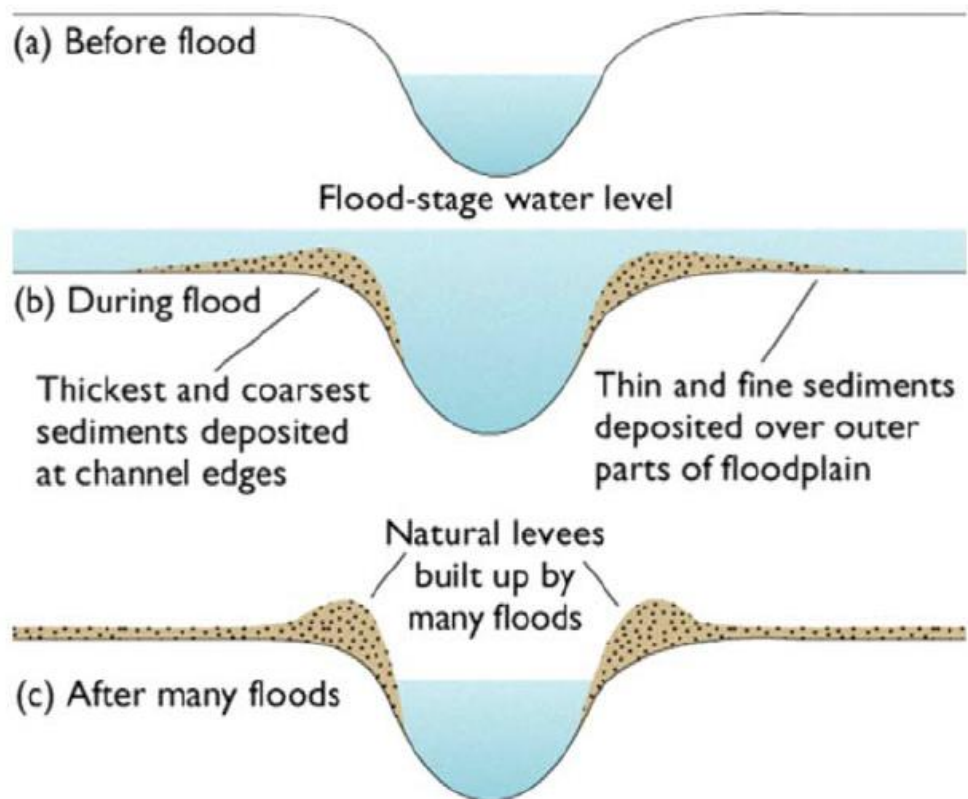 (a) Before flood
Flood-stage water level
(b) During flood
Thickest and coarsest
sediments deposited
at channel edges
Thin and fine sediments
deposited over outer
parts of floodplain
Natural levees
built up by
many floods
(c) After many floods